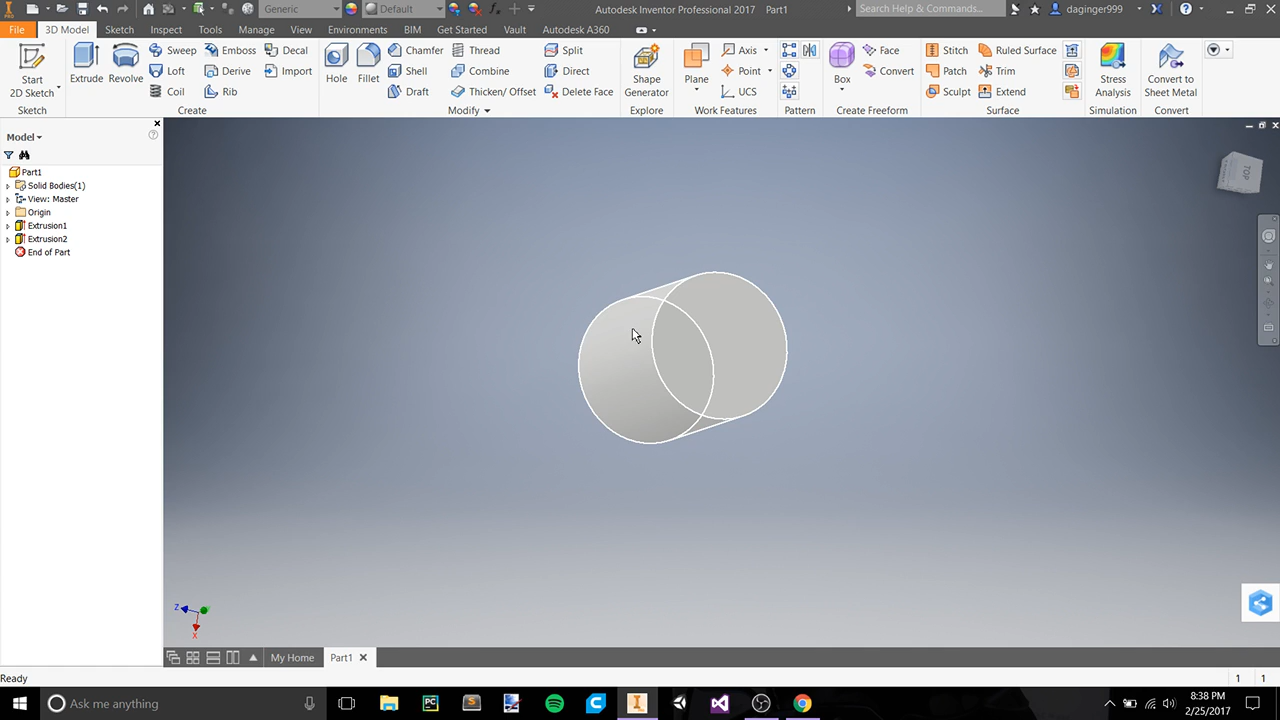 Generic Default Autodesk Inventor Professional 2017 Part1 Search Help & Commands... daginger999
File 3D Model Sketch Inspect Tools Manage View Environments BIM Get Started Vault Autodesk A360
Start 2D Sketch
Sketch
Extrude Revolve
Sweep Emboss Decal
Loft Derive Import
Coil Rib
Create
Hole Fillet
Chamfer Thread Split
Shell Combine Direct
Draft Thicken/ Offset Delete Face
Modify
Shape Generator
Explore
Plane
Axis
Point
UCS
Work Features
Pattern
Box
Face
Convert
Create Freeform
Stitch Ruled Surface
Patch Trim
Sculpt Extend
Surface
Stress Analysis
Simulation
Convert to Sheet Metal
Convert
Model
Part1
Solid Bodies(1)
View: Master
Origin
Extrusion1
Extrusion2
End of Part
TOP
Z
X
My Home Part1
Ready 1 1
Ask me anything
8:38 PM
2/25/2017